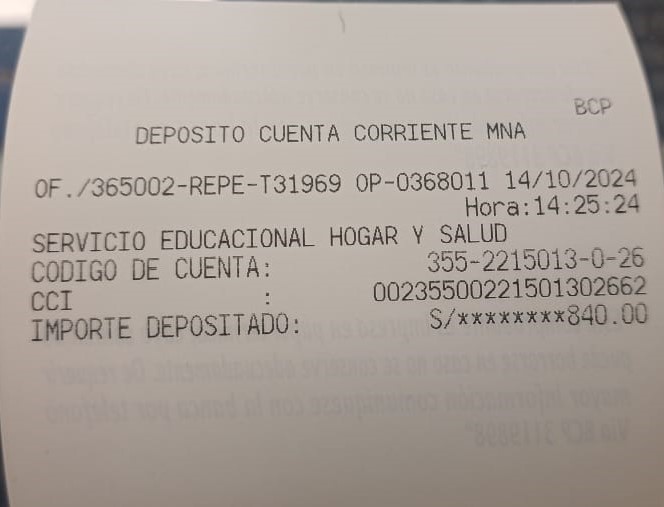 BCP
DEPOSITO CUENTA CORRIENTE MNA
OF./365002-REPE-T31969 OP-0368011 14/10/2024
Hora:14:25:24
SERVICIO EDUCACIONAL HOGAR Y SALUD
CODIGO DE CUENTA: 355-2215013-0-26
CCI : 00235500221501302662
IMPORTE DEPOSITADO: S/********840.00